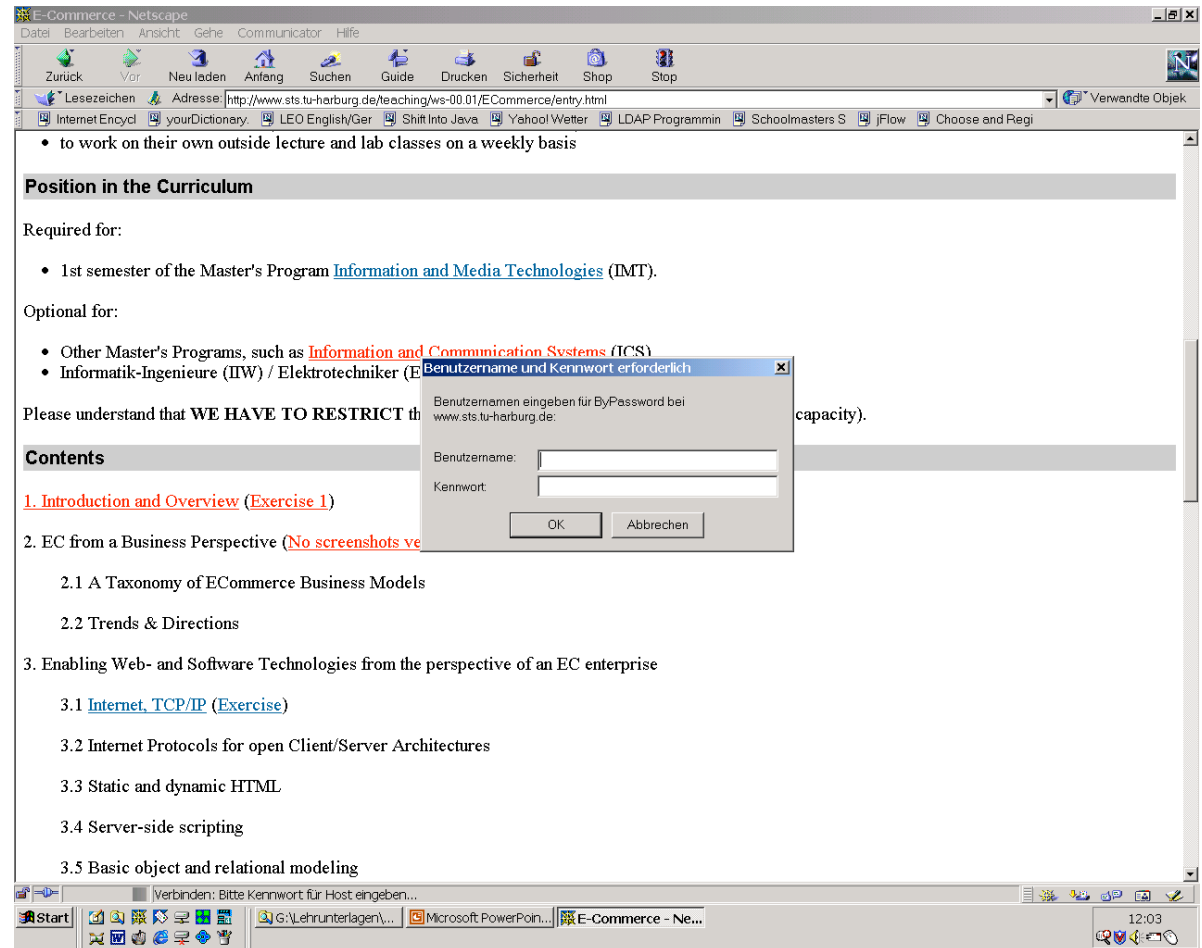 E-Commerce - Netscape
Datei Bearbeiten Ansicht Gehe Communicator Hilfe
Zurück Vor Neu laden Anfang Suchen Guide Drucken Sicherheit Shop Stop
N
Lesezeichen Adresse: http://www.sts.tu-harburg.de/teaching/ws-00.01/ECommerce/entry.html Verwandte Objek
Internet Encycl yourDictionary. LEO English/Ger Shift Into Java Yahoo! Wetter LDAP Programmin Schoolmasters S jFlow Choose and Regi
• to work on their own outside lecture and lab classes on a weekly basis
Position in the Curriculum
Required for:
• 1st semester of the Master's Program Information and Media Technologies (IMT).
Optional for:
• Other Master's Programs, such as Information and Communication Systems (ICS)
• Informatik-Ingenieure (IIW) / Elektrotechniker (E
Please understand that WE HAVE TO RESTRICT th
capacity).
Benutzername und Kennwort erforderlich
Benutzernamen eingeben für ByPassword bei
www.sts.tu-harburg.de:
Benutzername:
Kennwort:
OK Abbrechen
Contents
1. Introduction and Overview (Exercise 1)
2. EC from a Business Perspective (No screenshots ve
2.1 A Taxonomy of ECommerce Business Models
2.2 Trends & Directions
3. Enabling Web- and Software Technologies from the perspective of an EC enterprise
3.1 Internet, TCP/IP (Exercise)
3.2 Internet Protocols for open Client/Server Architectures
3.3 Static and dynamic HTML
3.4 Server-side scripting
3.5 Basic object and relational modeling
Verbinden: Bitte Kennwort für Host eingeben...
Start G:\Lehrunterlagen\... Microsoft PowerPoin... E-Commerce - Ne... 12:03